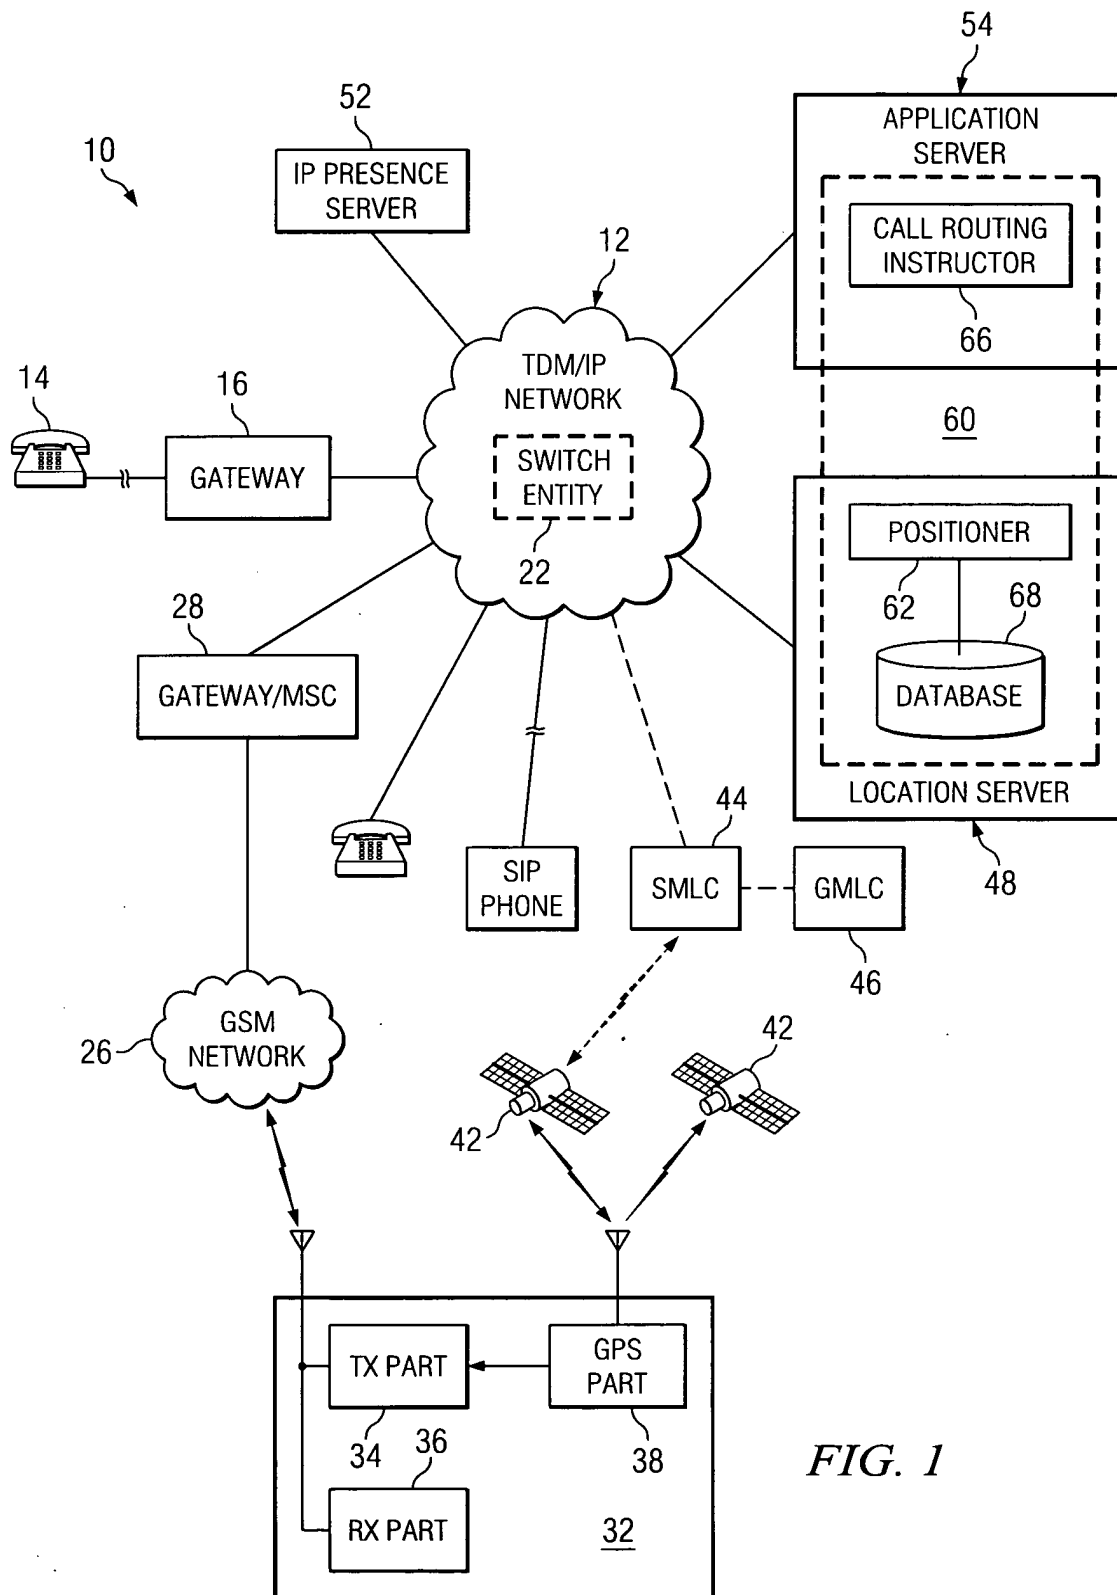 54
52
APPLICATION
SERVER
10
IP PRESENCE
SERVER
CALL ROUTING
INSTRUCTOR
12
66
TDM/IP
NETWORK
14
16
60
GATEWAY
SWITCH
ENTITY
POSITIONER
22
62
68
28
GATEWAY/MSC
DATABASE
LOCATION SERVER
44
SIP
PHONE
SMLC
GMLC
48
46
GSM
NETWORK
26
42
42
TX PART
GPS
PART
34
36
38
FIG. 1
RX PART
32